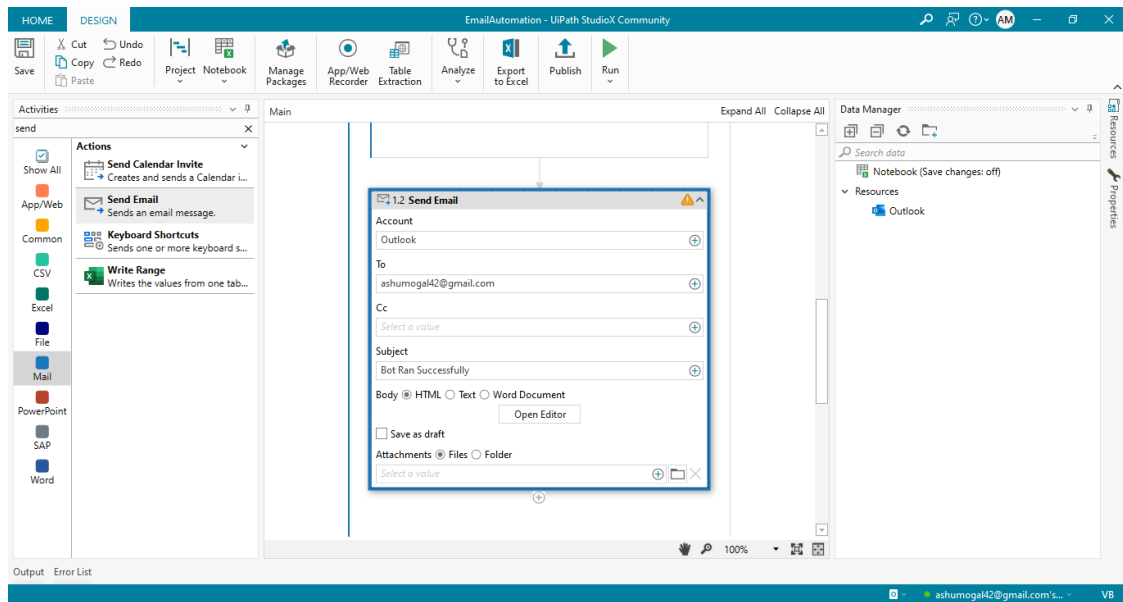 HOME
DESIGN
EmailAutomation - UiPath StudioX Community
AM
Save
Cut
Copy
Paste
Undo
Redo
Project
Notebook
Manage
Packages
App/Web
Recorder
Table
Extraction
Analyze
Export
to Excel
Publish
Run
Activities
send
Show All
App/Web
Common
CSV
Excel
File
Mail
PowerPoint
SAP
Word
Actions
Send Calendar Invite
Creates and sends a Calendar i...
Send Email
Sends an email message.
Keyboard Shortcuts
Sends one or more keyboard s...
Write Range
Writes the values from one tab...
Main
Expand All Collapse All
1.2 Send Email
Account
Outlook
To
ashumogal42@gmail.com
Cc
Select a value
Subject
Bot Ran Successfully
Body HTML Text Word Document
Open Editor
Save as draft
Attachments Files Folder
Select a value
100%
Data Manager
Search data
Notebook (Save changes: off)
Resources
Outlook
Resources
Properties
Output Error List
ashumogal42@gmail.com's...
VB